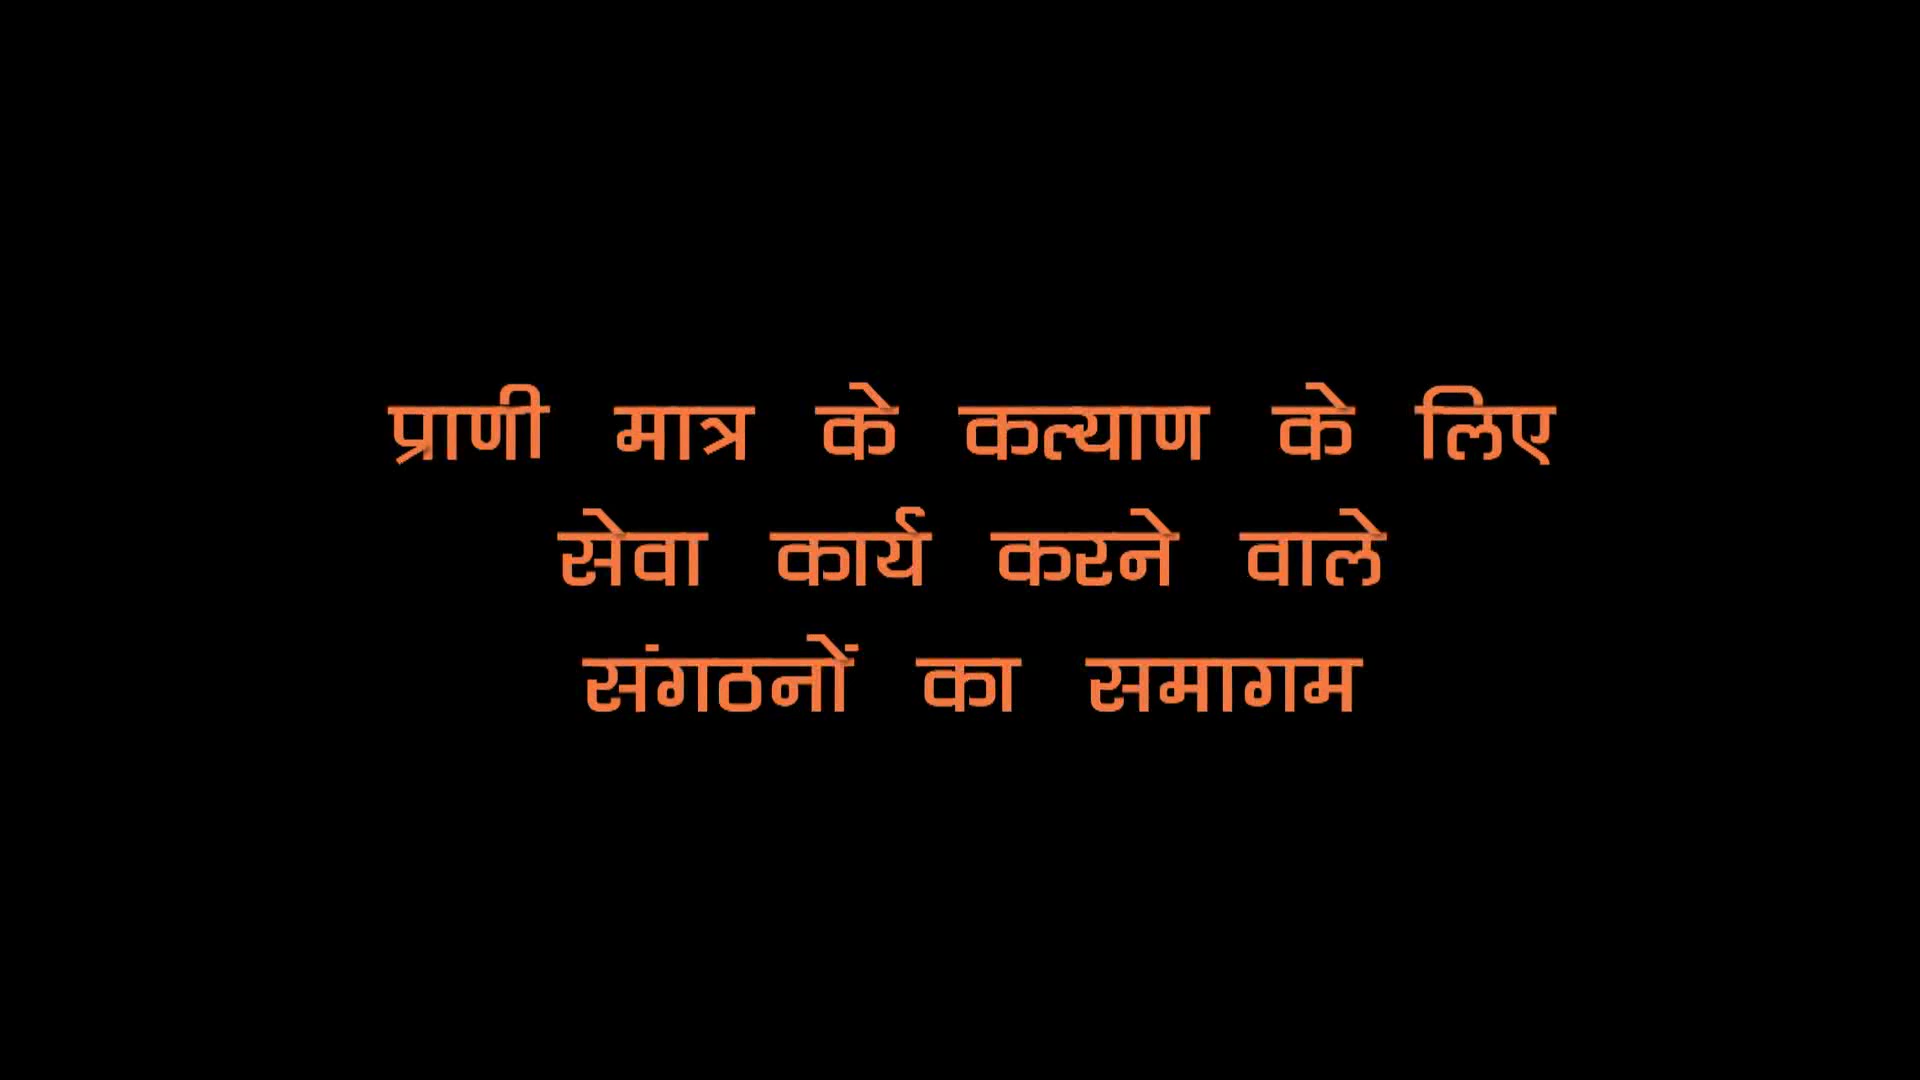 प्राणी मात्र के कल्याण के लिए
सेवा कार्य करने वाले
संगठनों का समागम